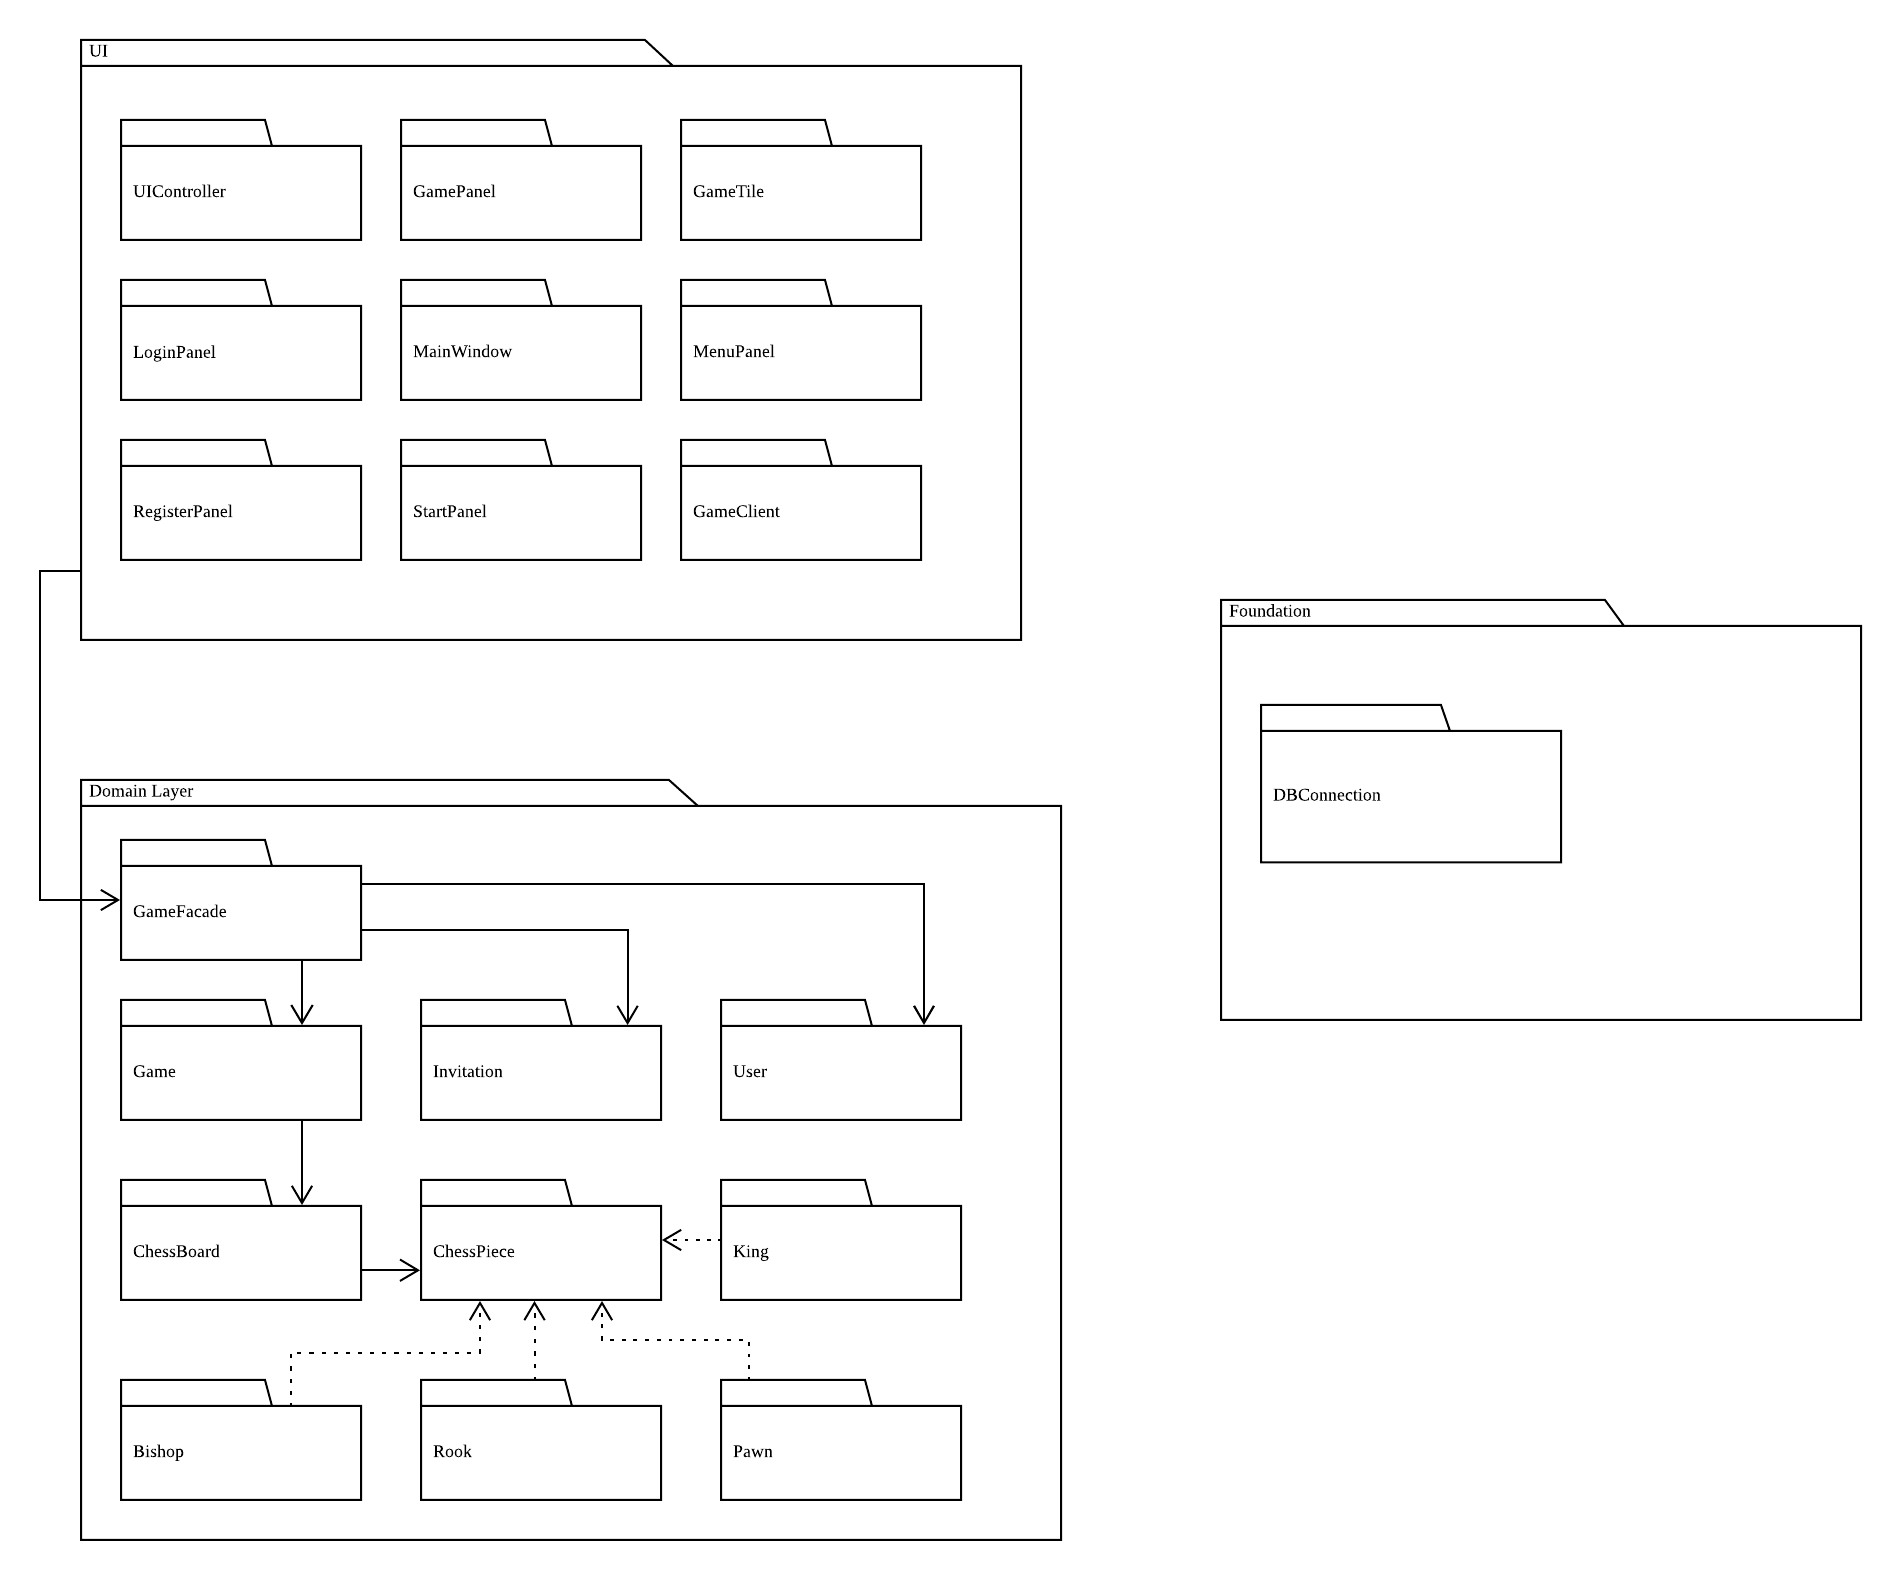 UI
UIController
GamePanel
GameTile
LoginPanel
MainWindow
MenuPanel
RegisterPanel
StartPanel
GameClient
Foundation
DBConnection
Domain Layer
GameFacade
Game
Invitation
User
ChessBoard
ChessPiece
King
Bishop
Rook
Pawn